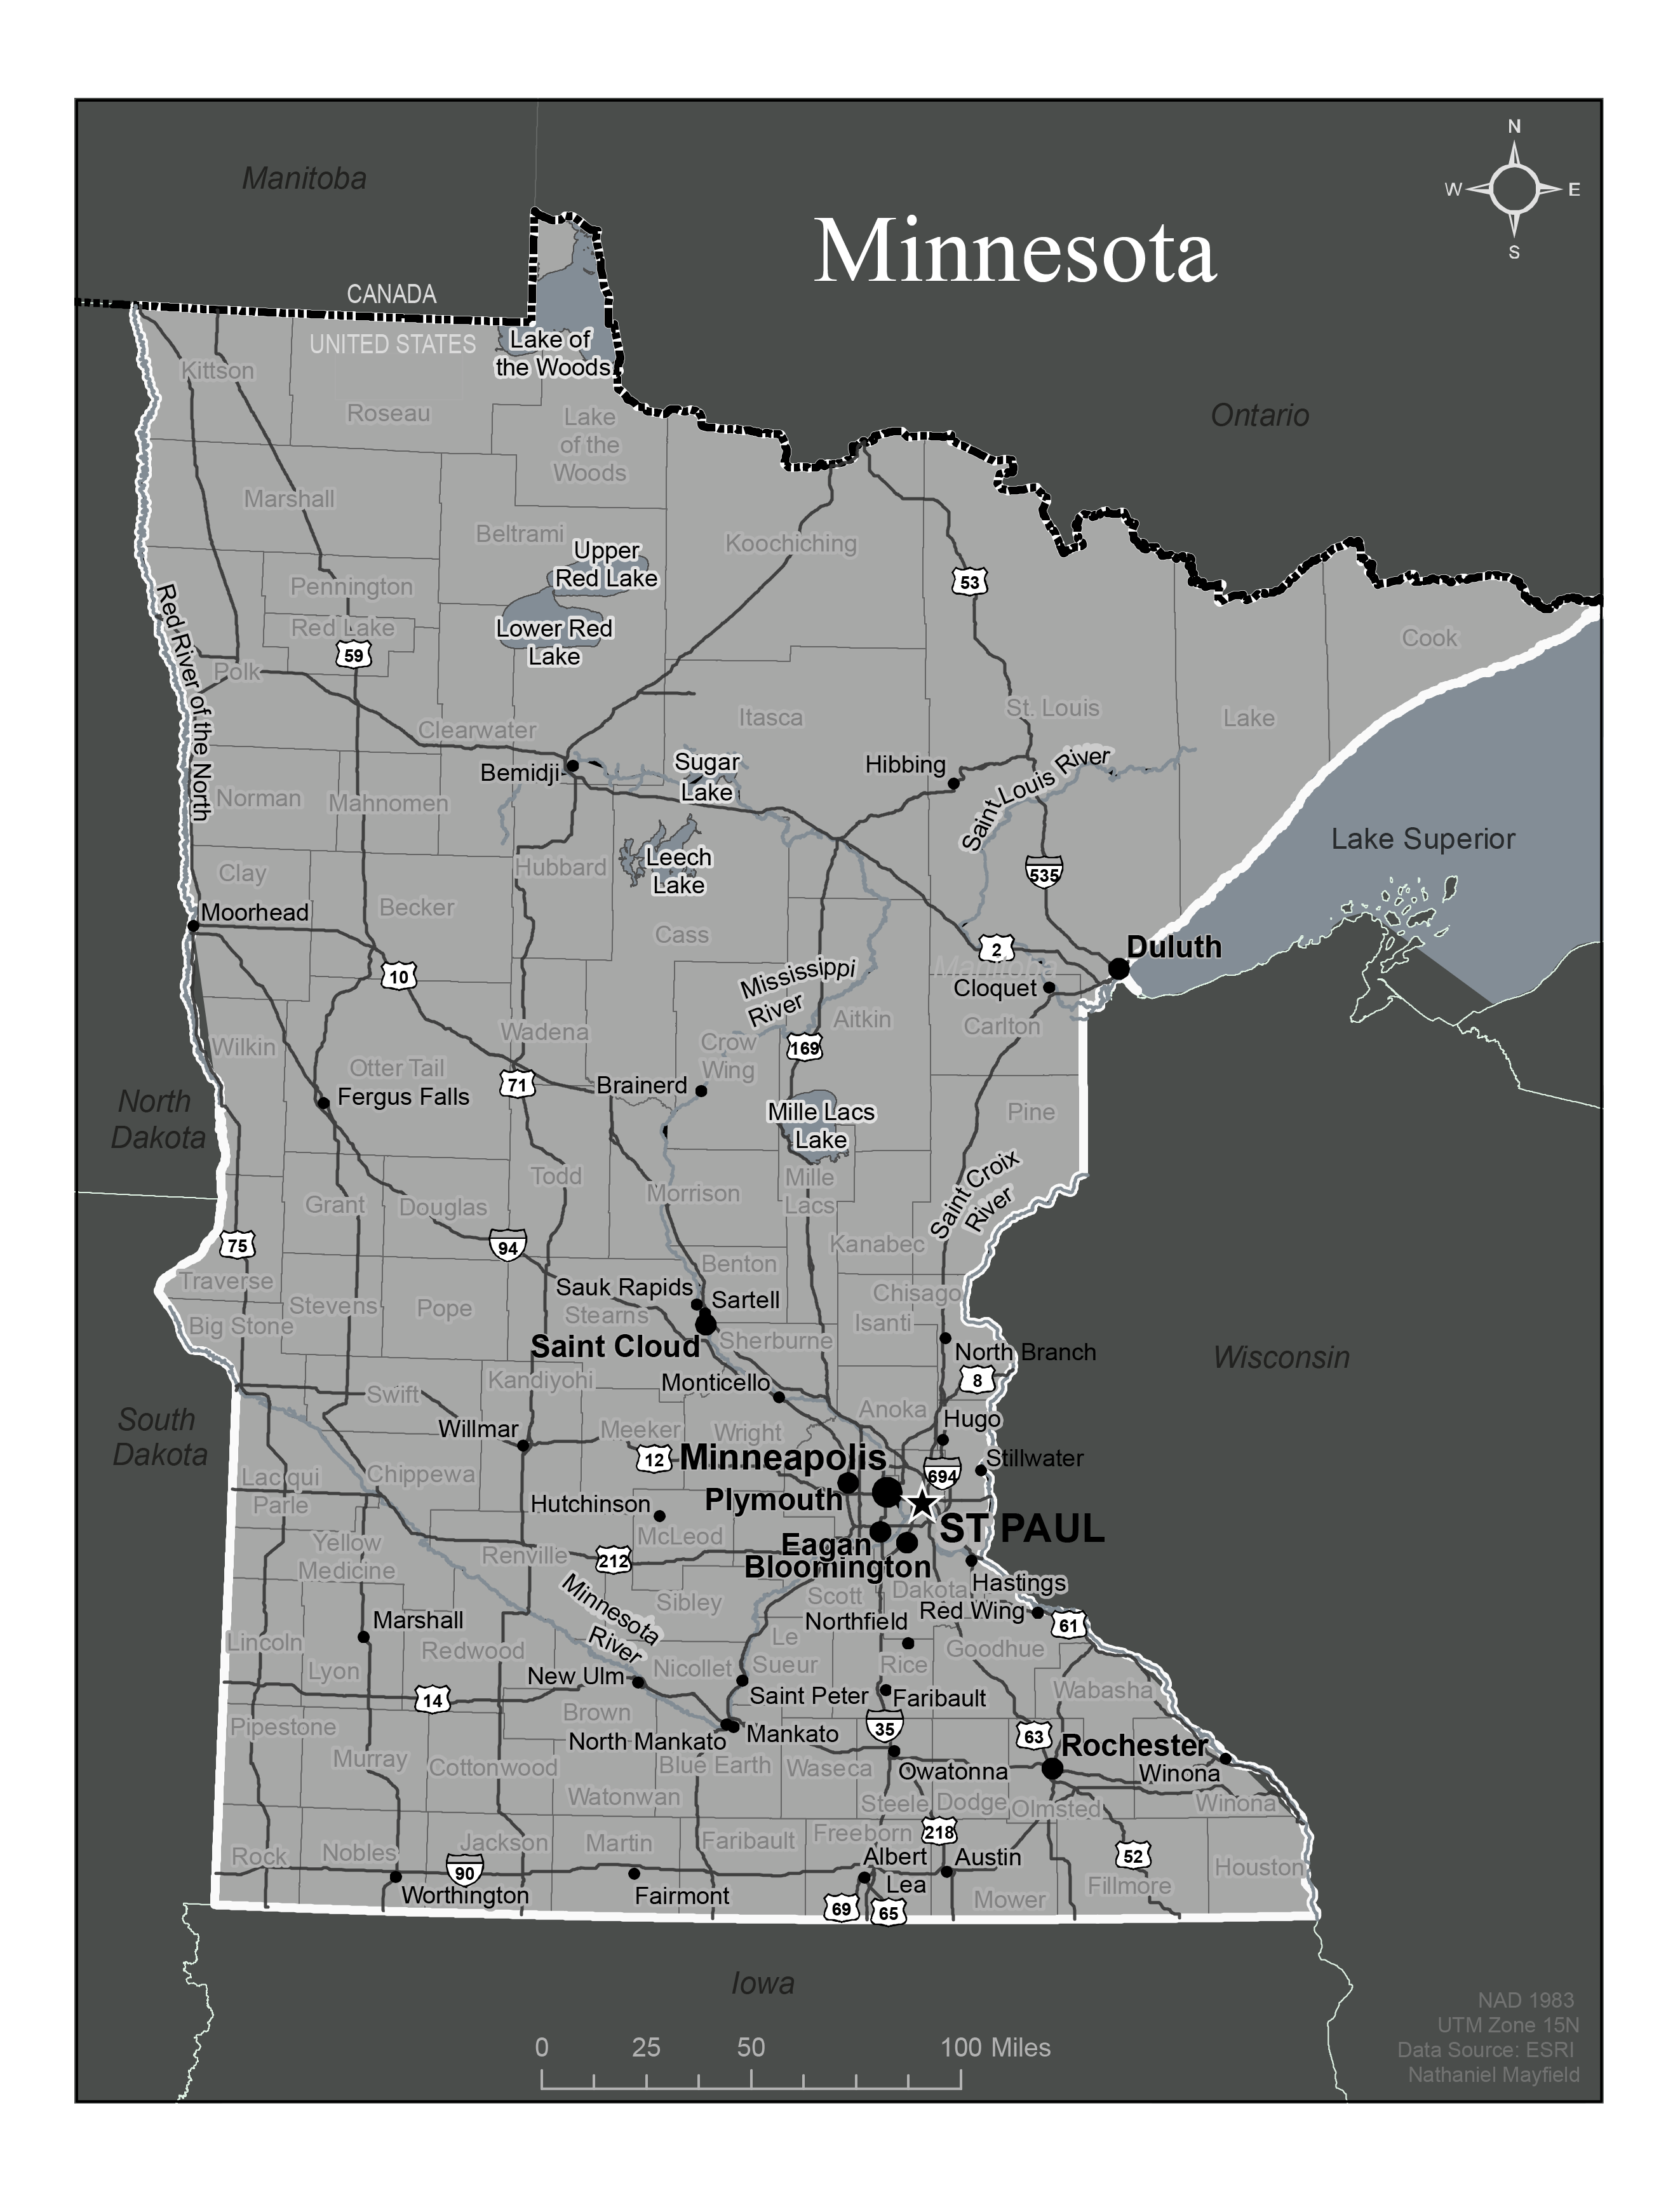 Manitoba
N
W
E
S
Minnesota
CANADA
UNITED STATES
Lake of
the Woods
Kittson
Roseau
Lake
of the
Woods
Ontario
Marshall
Beltrami
Koochiching
Upper
Red Lake
53
Pennington
Red Lake
Lower Red
Lake
59
Cook
Red River of the North
Polk
Clearwater
Itasca
St. Louis
Lake
Bemidji
Sugar
Lake
Hibbing
Saint Louis River
Norman
Mahnomen
Lake Superior
Hubbard
Leech
Lake
535
Clay
Moorhead
Becker
Cass
2
Duluth
Manitoba
10
Mississippi
River
Cloquet
Aitkin
Carlton
Wilkin
Wadena
Crow
Wing
169
Otter Tail
Fergus Falls
71
Brainerd
Mille Lacs
Lake
Pine
North
Dakota
Todd
Morrison
Mille
Lacs
Saint Croix
River
Grant
Douglas
75
94
Kanabec
Benton
Traverse
Sauk Rapids
Sartell
Chisago
Stevens
Pope
Stearns
Isanti
Big Stone
Saint Cloud
Sherburne
North Branch
Wisconsin
Swift
Kandiyohi
Monticello
8
South
Dakota
Anoka
Hugo
Willmar
Meeker
Wright
12
Minneapolis
Stillwater
694
Lac qui
Parle
Chippewa
Hutchinson
Plymouth
ST PAUL
McLeod
Eagan
Bloomington
Yellow
Medicine
Renville
212
Minnesota
River
Sibley
Scott
Dakota
Hastings
Red Wing
61
Marshall
Northfield
Lincoln
Lyon
Redwood
Nicollet
Le
Sueur
Rice
Goodhue
New Ulm
Saint Peter
Faribault
Wabasha
14
Brown
35
63
Pipestone
North Mankato
Mankato
Rochester
Murray
Cottonwood
Blue Earth
Waseca
Owatonna
Winona
Watonwan
Steele
Dodge
Olmsted
Winona
218
Rock
Nobles
Jackson
Martin
Faribault
Freeborn
90
Albert
Lea
Austin
52
Houston
Worthington
Fairmont
69
65
Mower
Fillmore
Iowa
0 25 50 100 Miles
NAD 1983
UTM Zone 15N
Data Source: ESRI
Nathaniel Mayfield